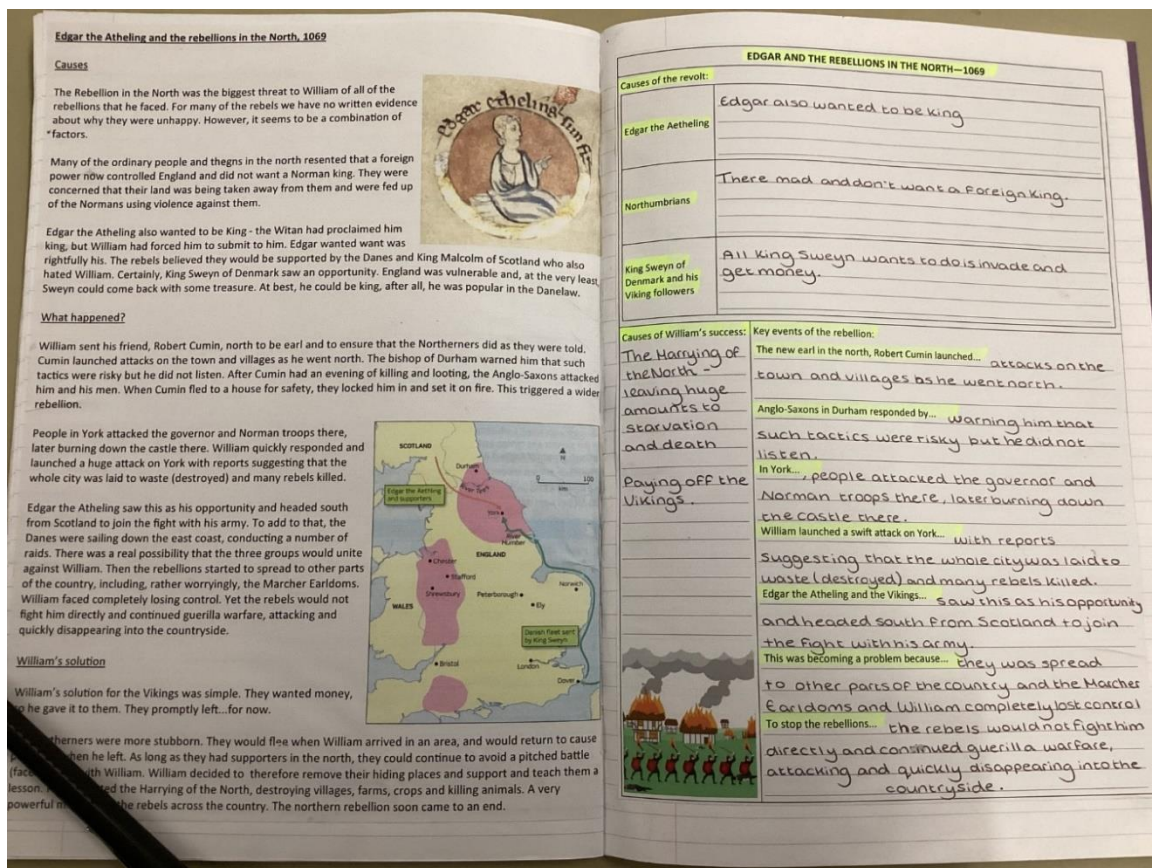 Edgar the Atheling and the rebellions in the North, 1069
Causes
The Rebellion in the North was the biggest threat to William of all of the
rebellions that he faced. For many of the rebels we have no written evidence
about why they were unhappy. However, it seems to be a combination of
factors.
Many of the ordinary people and thegns in the north resented that a foreign
power now controlled England and did not want a Norman king. They were
concerned that their land was being taken away from them and were fed up
of the Normans using violence against them.
Edgar the Atheling also wanted to be King - the Witan had proclaimed him
king, but William had forced him to submit to him. Edgar wanted want was
rightfully his. The rebels believed they would be supported by the Danes and King Malcolm of Scotland who also
hated William. Certainly, King Sweyn of Denmark saw an opportunity. England was vulnerable and, at the very least,
Sweyn could come back with some treasure. At best, he could be king, after all, he was popular in the Danelaw.
What happened?
William sent his friend, Robert Cumin, north to be earl and to ensure that the Northerners did as they were told.
Cumin launched attacks on the town and villages as he went north. The bishop of Durham warned him that such
tactics were risky but he did not listen. After Cumin had an evening of killing and looting, the Anglo-Saxons attacked
him and his men. When Cumin fled to a house for safety, they locked him in and set it on fire. This triggered a wider
rebellion.
People in York attacked the governor and Norman troops there,
later burning down the castle there. William quickly responded and
launched a huge attack on York with reports suggesting that the
whole city was laid to waste (destroyed) and many rebels killed.
Edgar the Atheling saw this as his opportunity and headed south
from Scotland to join the fight with his army. To add to that, the
Danes were sailing down the east coast, conducting a number of
raids. There was a real possibility that the three groups would unite
against William. Then the rebellions started to spread to other parts
of the country, including, rather worryingly, the Marcher Earldoms.
William faced completely losing control. Yet the rebels would not
fight him directly and continued guerilla warfare, attacking and
quickly disappearing into the countryside.
SCOTLAND
Durham
River Tees
Edgar the Aetheling
and supporters
York
River
Humber
N
0 100
km
ENGLAND
Chester
Stafford
Shrewsbury
WALES
Peterborough
Norwich
Ely
Danish fleet sent
by King Sweyn
Bristol
London
Dover
William's solution
William's solution for the Vikings was simple. They wanted money,
he gave it to them. They promptly left...for now.
were more stubborn. They would flee when William arrived in an area, and would return to cause
when he left. As long as they had supporters in the north, they could continue to avoid a pitched battle
with William. William decided to therefore remove their hiding places and support and teach them a
lesson. the Harrying of the North, destroying villages, farms, crops and killing animals. A very
powerful the rebels across the country. The northern rebellion soon came to an end.
EDGAR AND THE REBELLIONS IN THE NORTH—1069
Causes of the revolt:
Edgar the Aetheling
Edgar also wanted to be king
Northumbrians
There mad and don't want a foreign king.
King Sweyn of
Denmark and his
Viking followers
All King Sweyn wants to do is invade and
get money.
Causes of William's success:
The Marrying of
the North -
leaving huge
amounts to
starvation
and death
Paying off the
Vikings.
Key events of the rebellion:
The new earl in the north, Robert Cumin launched... attacks on the
town and villages as he went north.
Anglo-Saxons in Durham responded by... warning him that
such tactics were risky but he did not
listen.
In York... , people attacked the governor and
Norman troops there, later burning down
the castle there.
William launched a swift attack on York... with reports
suggesting that the whole city was laid to
waste (destroyed) and many rebels killed.
Edgar the Atheling and the Vikings... saw this as his opportunity
and headed south from Scotland to join
the fight with his army.
This was becoming a problem because... they was spread
to other parts of the country and the Marcher
Earldoms and William completely lost control
To stop the rebellions... the rebels would not fight him
directly and continued guerilla warfare,
attacking and quickly disappearing into the
countryside.